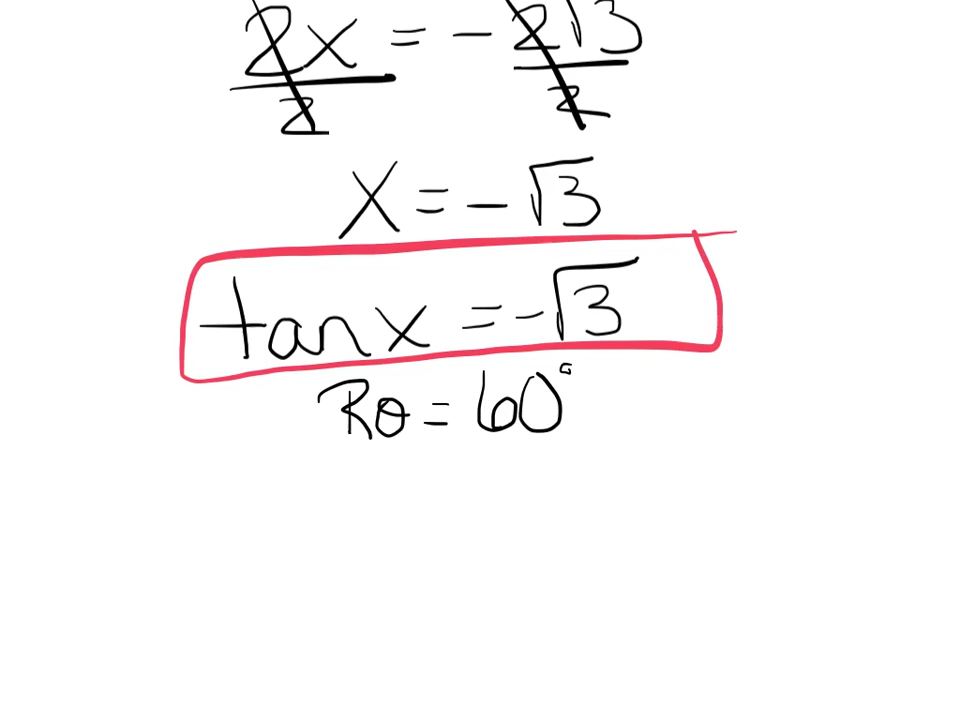 2x/2 = -2√3/2
x = -√3
tan x = -√3
Rθ = 60°